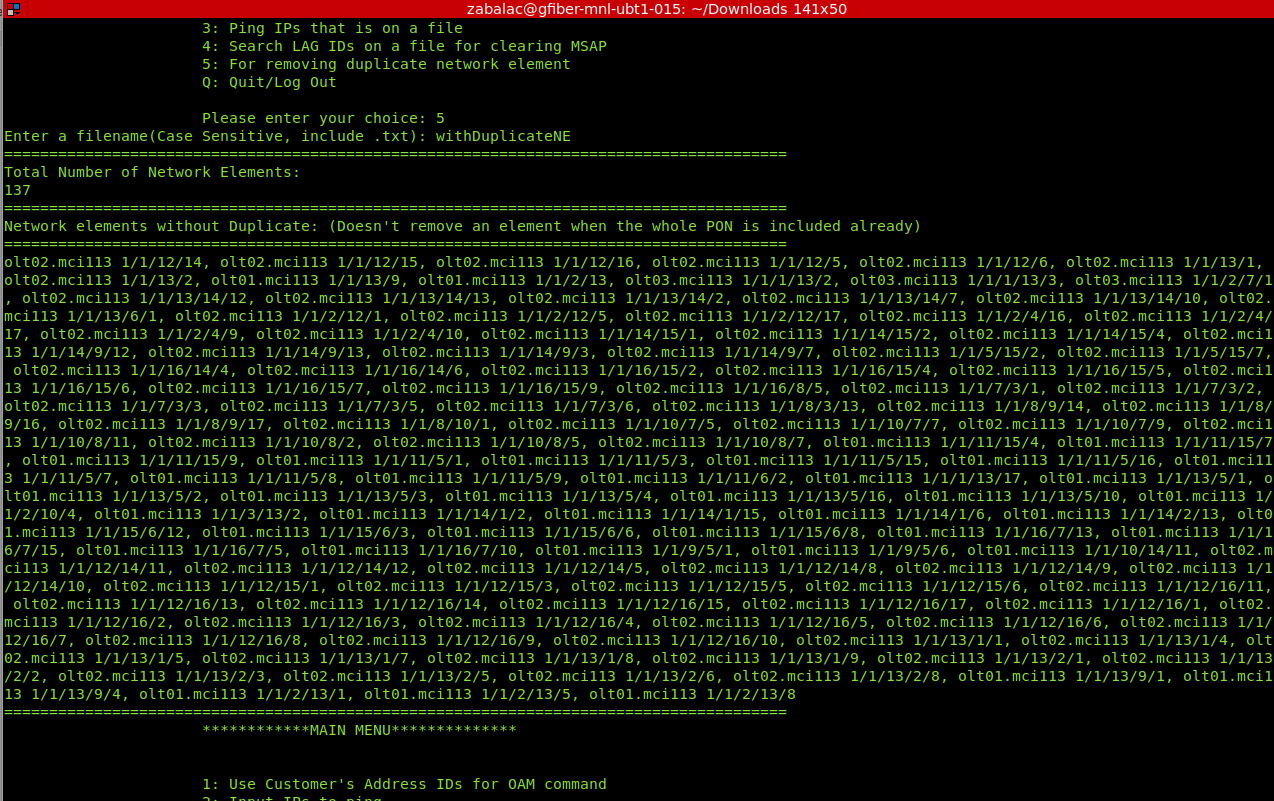 zabalac@gfiber-mnl-ubt1-015: ~/Downloads 141x50
3: Ping IPs that is on a file
4: Search LAG IDs on a file for clearing MSAP
5: For removing duplicate network element
Q: Quit/Log Out
Please enter your choice: 5
Enter a filename(Case Sensitive, include .txt): withDuplicateNE
=======================================================================================
Total Number of Network Elements:
137
=======================================================================================
Network elements without Duplicate: (Doesn't remove an element when the whole PON is included already)
=======================================================================================
olt02.mci113 1/1/12/14, olt02.mci113 1/1/12/15, olt02.mci113 1/1/12/16, olt02.mci113 1/1/12/5, olt02.mci113 1/1/12/6, olt02.mci113 1/1/13/1,
olt02.mci113 1/1/13/2, olt01.mci113 1/1/13/9, olt01.mci113 1/1/2/13, olt03.mci113 1/1/1/13/2, olt03.mci113 1/1/1/13/3, olt03.mci113 1/1/2/7/1
, olt02.mci113 1/1/13/14/12, olt02.mci113 1/1/13/14/13, olt02.mci113 1/1/13/14/2, olt02.mci113 1/1/13/14/7, olt02.mci113 1/1/13/14/10, olt02.
mci113 1/1/13/6/1, olt02.mci113 1/1/2/12/1, olt02.mci113 1/1/2/12/5, olt02.mci113 1/1/2/12/17, olt02.mci113 1/1/2/4/16, olt02.mci113 1/1/2/4/
17, olt02.mci113 1/1/2/4/9, olt02.mci113 1/1/2/4/10, olt02.mci113 1/1/14/15/1, olt02.mci113 1/1/14/15/2, olt02.mci113 1/1/14/15/4, olt02.mci1
13 1/1/14/9/12, olt02.mci113 1/1/14/9/13, olt02.mci113 1/1/14/9/3, olt02.mci113 1/1/14/9/7, olt02.mci113 1/1/5/15/2, olt02.mci113 1/1/5/15/7,
olt02.mci113 1/1/16/14/4, olt02.mci113 1/1/16/14/6, olt02.mci113 1/1/16/15/2, olt02.mci113 1/1/16/15/4, olt02.mci113 1/1/16/15/5, olt02.mci1
13 1/1/16/15/6, olt02.mci113 1/1/16/15/7, olt02.mci113 1/1/16/15/9, olt02.mci113 1/1/16/8/5, olt02.mci113 1/1/7/3/1, olt02.mci113 1/1/7/3/2,
olt02.mci113 1/1/7/3/3, olt02.mci113 1/1/7/3/5, olt02.mci113 1/1/7/3/6, olt02.mci113 1/1/8/3/13, olt02.mci113 1/1/8/9/14, olt02.mci113 1/1/8/
9/16, olt02.mci113 1/1/8/9/17, olt02.mci113 1/1/8/10/1, olt02.mci113 1/1/10/7/5, olt02.mci113 1/1/10/7/7, olt02.mci113 1/1/10/7/9, olt02.mci1
13 1/1/10/8/11, olt02.mci113 1/1/10/8/2, olt02.mci113 1/1/10/8/5, olt02.mci113 1/1/10/8/7, olt01.mci113 1/1/11/15/4, olt01.mci113 1/1/11/15/7
, olt01.mci113 1/1/11/15/9, olt01.mci113 1/1/11/5/1, olt01.mci113 1/1/11/5/3, olt01.mci113 1/1/11/5/15, olt01.mci113 1/1/11/5/16, olt01.mci11
3 1/1/11/5/7, olt01.mci113 1/1/11/5/8, olt01.mci113 1/1/11/5/9, olt01.mci113 1/1/11/6/2, olt01.mci113 1/1/1/13/17, olt01.mci113 1/1/13/5/1, o
lt01.mci113 1/1/13/5/2, olt01.mci113 1/1/13/5/3, olt01.mci113 1/1/13/5/4, olt01.mci113 1/1/13/5/16, olt01.mci113 1/1/13/5/10, olt01.mci113 1/
1/2/10/4, olt01.mci113 1/1/3/13/2, olt01.mci113 1/1/14/1/2, olt01.mci113 1/1/14/1/15, olt01.mci113 1/1/14/1/6, olt01.mci113 1/1/14/2/13, olt0
1.mci113 1/1/15/6/12, olt01.mci113 1/1/15/6/3, olt01.mci113 1/1/15/6/6, olt01.mci113 1/1/15/6/8, olt01.mci113 1/1/16/7/13, olt01.mci113 1/1/1
6/7/15, olt01.mci113 1/1/16/7/5, olt01.mci113 1/1/16/7/10, olt01.mci113 1/1/9/5/1, olt01.mci113 1/1/9/5/6, olt01.mci113 1/1/10/14/11, olt02.m
ci113 1/1/12/14/11, olt02.mci113 1/1/12/14/12, olt02.mci113 1/1/12/14/5, olt02.mci113 1/1/12/14/8, olt02.mci113 1/1/12/14/9, olt02.mci113 1/1
/12/14/10, olt02.mci113 1/1/12/15/1, olt02.mci113 1/1/12/15/3, olt02.mci113 1/1/12/15/5, olt02.mci113 1/1/12/15/6, olt02.mci113 1/1/12/16/11,
olt02.mci113 1/1/12/16/13, olt02.mci113 1/1/12/16/14, olt02.mci113 1/1/12/16/15, olt02.mci113 1/1/12/16/17, olt02.mci113 1/1/12/16/1, olt02.
mci113 1/1/12/16/2, olt02.mci113 1/1/12/16/3, olt02.mci113 1/1/12/16/4, olt02.mci113 1/1/12/16/5, olt02.mci113 1/1/12/16/6, olt02.mci113 1/1/
12/16/7, olt02.mci113 1/1/12/16/8, olt02.mci113 1/1/12/16/9, olt02.mci113 1/1/12/16/10, olt02.mci113 1/1/13/1/1, olt02.mci113 1/1/13/1/4, olt
02.mci113 1/1/13/1/5, olt02.mci113 1/1/13/1/7, olt02.mci113 1/1/13/1/8, olt02.mci113 1/1/13/1/9, olt02.mci113 1/1/13/2/1, olt02.mci113 1/1/13
/2/2, olt02.mci113 1/1/13/2/3, olt02.mci113 1/1/13/2/5, olt02.mci113 1/1/13/2/6, olt02.mci113 1/1/13/2/8, olt01.mci113 1/1/13/9/1, olt01.mci1
13 1/1/13/9/4, olt01.mci113 1/1/2/13/1, olt01.mci113 1/1/2/13/5, olt01.mci113 1/1/2/13/8
=======================================================================================
************MAIN MENU**************
1: Use Customer's Address IDs for OAM command
2: Input IPs to ping